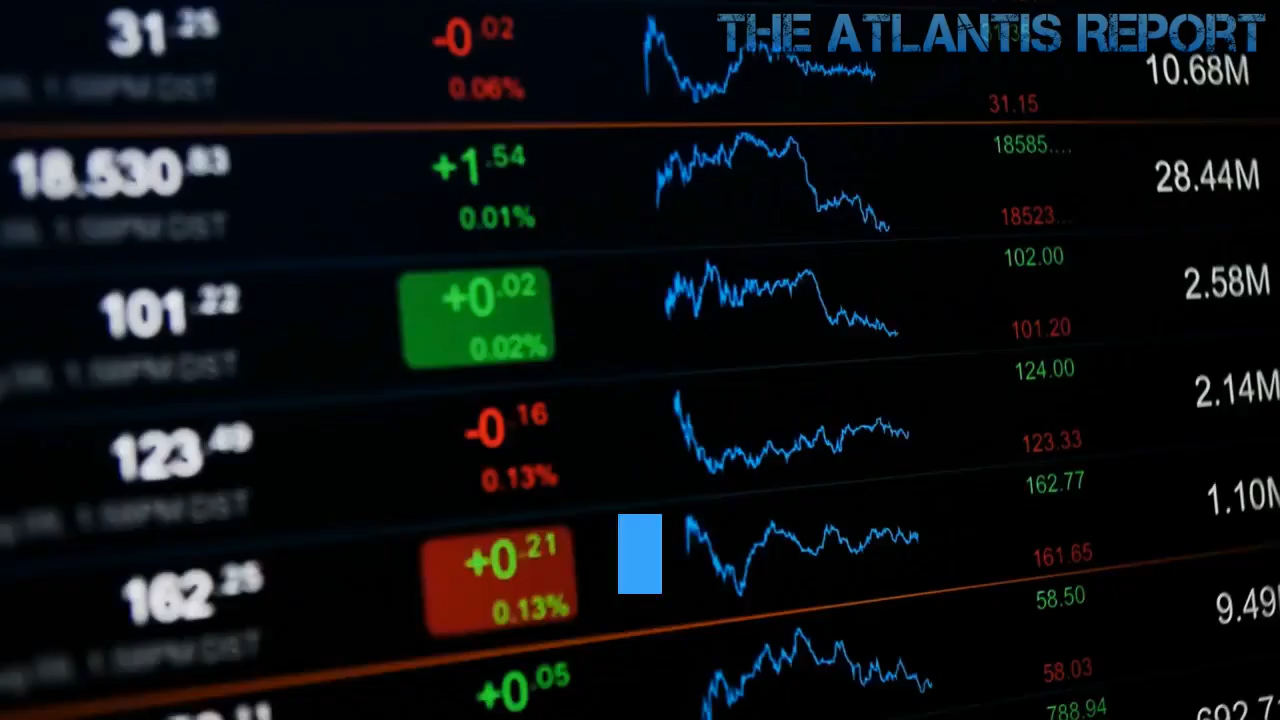 THE ATLANTIS REPORT
31.25 -0.02 10.68M
0.06% 31.15
18585....
18.530.83 +1.54 28.44M
0.01% 18523...
102.00
101.22 +0.02 2.58M
0.02% 101.20
124.00
123.49 -0.16 2.14M
0.13% 123.33
162.77
162.25 +0.21 1.10M
0.13% 161.65
58.50
9.49
+0.05 58.03
788.94